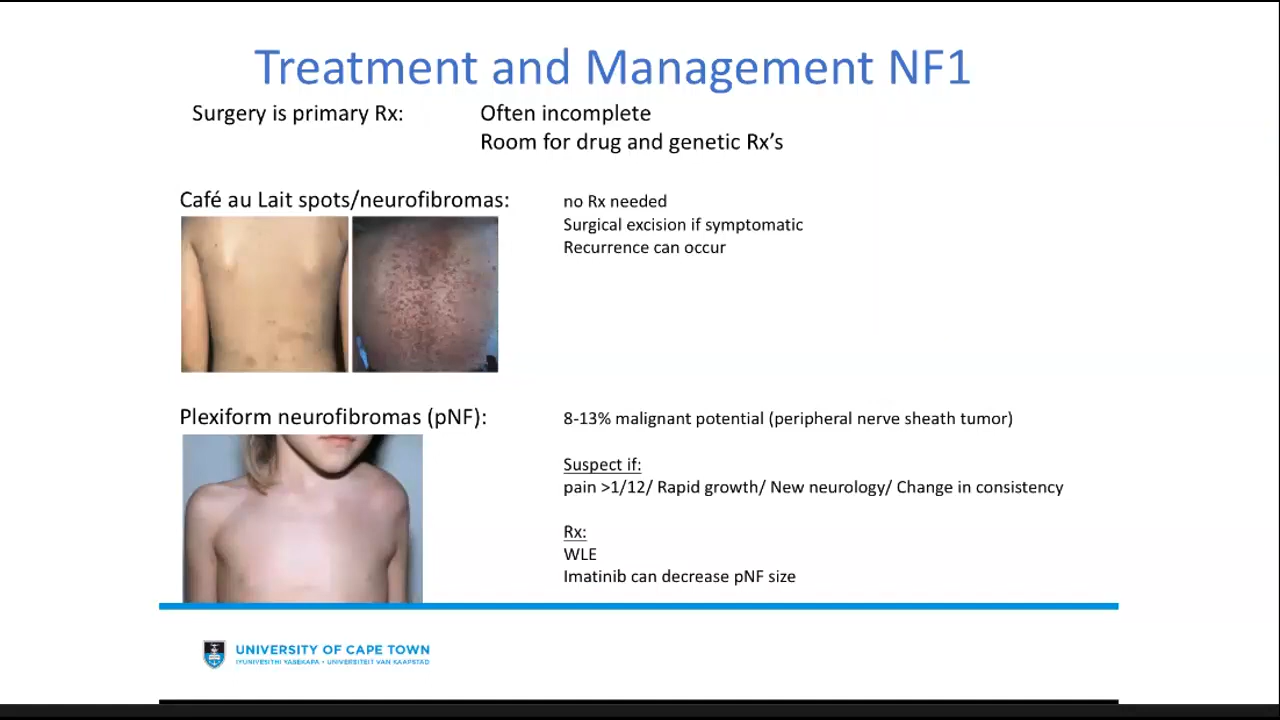 Treatment and Management NF1
Surgery is primary Rx:
Often incomplete
Room for drug and genetic Rx's
Café au Lait spots/neurofibromas:
no Rx needed
Surgical excision if symptomatic
Recurrence can occur
Plexiform neurofibromas (pNF):
8-13% malignant potential (peripheral nerve sheath tumor)
Suspect if:
pain >1/12/ Rapid growth/ New neurology/ Change in consistency
Rx:
WLE
Imatinib can decrease pNF size
UNIVERSITY OF CAPE TOWN
IYUNIVESITHI YASEKAPA • UNIVERSITEIT VAN KAAPSTAD